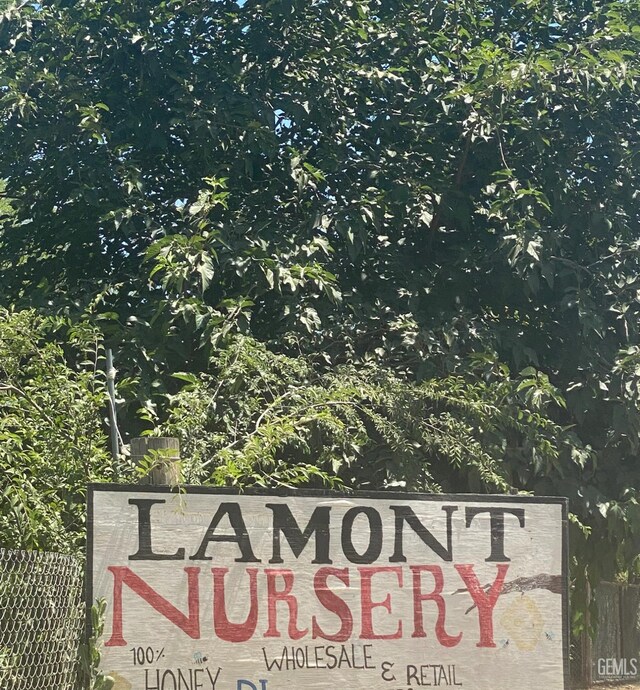 LAMONT
NURSERY
100% WHOLESALE
HONEY & RETAIL
GEMLS